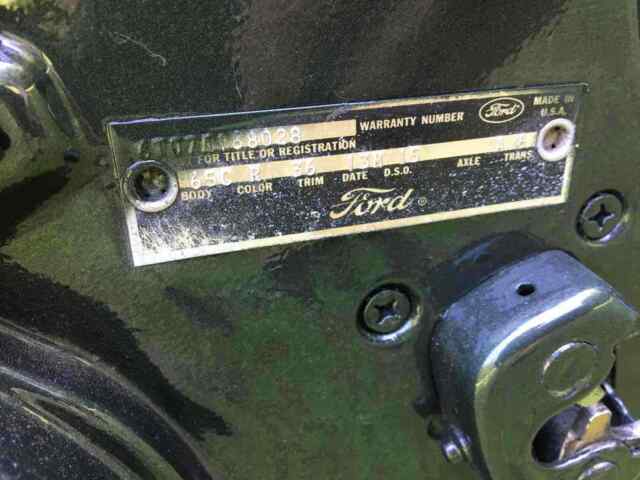 WARRANTY NUMBER Ford MADE IN U.S.A.
NOT FOR TITLE OR REGISTRATION
65C R 36 13M 15
BODY COLOR TRIM DATE D.S.O. AXLE TRANS.
Ford ®